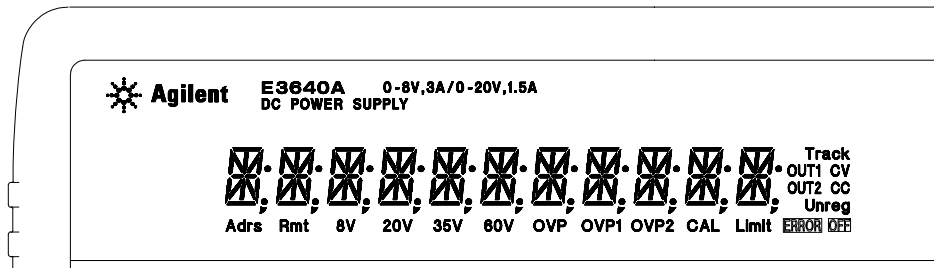 Agilent E3640A 0-8V,3A/0-20V,1.5A
DC POWER SUPPLY
Track
OUT1 CV
OUT2 CC
Unreg
Adrs Rmt 8V 20V 35V 60V OVP OVP1 OVP2 CAL Limit ERROR OFF